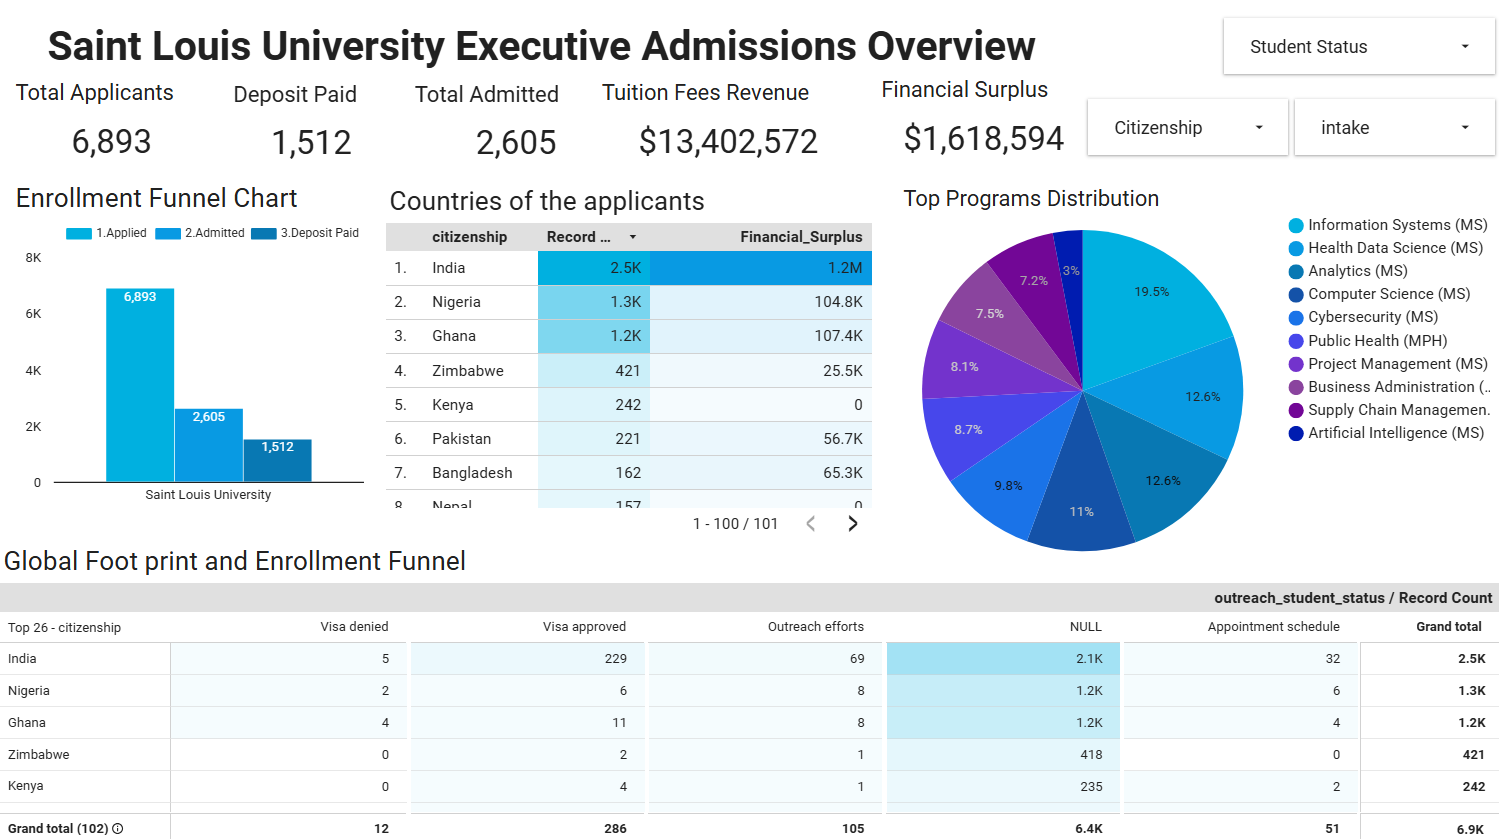 Saint Louis University Executive Admissions Overview
Student Status
Total Applicants
6,893
Deposit Paid
1,512
Total Admitted
2,605
Tuition Fees Revenue
$13,402,572
Financial Surplus
$1,618,594
Citizenship
intake
Enrollment Funnel Chart
1.Applied 2.Admitted 3.Deposit Paid
8K
6K
4K
2K
0
6,893
2,605
1,512
Saint Louis University
Countries of the applicants
citizenship Record ... Financial_Surplus
1. India 2.5K 1.2M
2. Nigeria 1.3K 104.8K
3. Ghana 1.2K 107.4K
4. Zimbabwe 421 25.5K
5. Kenya 242 0
6. Pakistan 221 56.7K
7. Bangladesh 162 65.3K
8. Nepal 157 0
1 - 100 / 101
Top Programs Distribution
19.5%
12.6%
12.6%
11%
9.8%
8.7%
8.1%
7.5%
7.2%
3%
Information Systems (MS)
Health Data Science (MS)
Analytics (MS)
Computer Science (MS)
Cybersecurity (MS)
Public Health (MPH)
Project Management (MS)
Business Administration (..
Supply Chain Managemen.
Artificial Intelligence (MS)
Global Foot print and Enrollment Funnel
outreach_student_status / Record Count
Top 26 - citizenship Visa denied Visa approved Outreach efforts NULL Appointment schedule Grand total
India 5 229 69 2.1K 32 2.5K
Nigeria 2 6 8 1.2K 6 1.3K
Ghana 4 11 8 1.2K 4 1.2K
Zimbabwe 0 2 1 418 0 421
Kenya 0 4 1 235 2 242
Grand total (102) 12 286 105 6.4K 51 6.9K